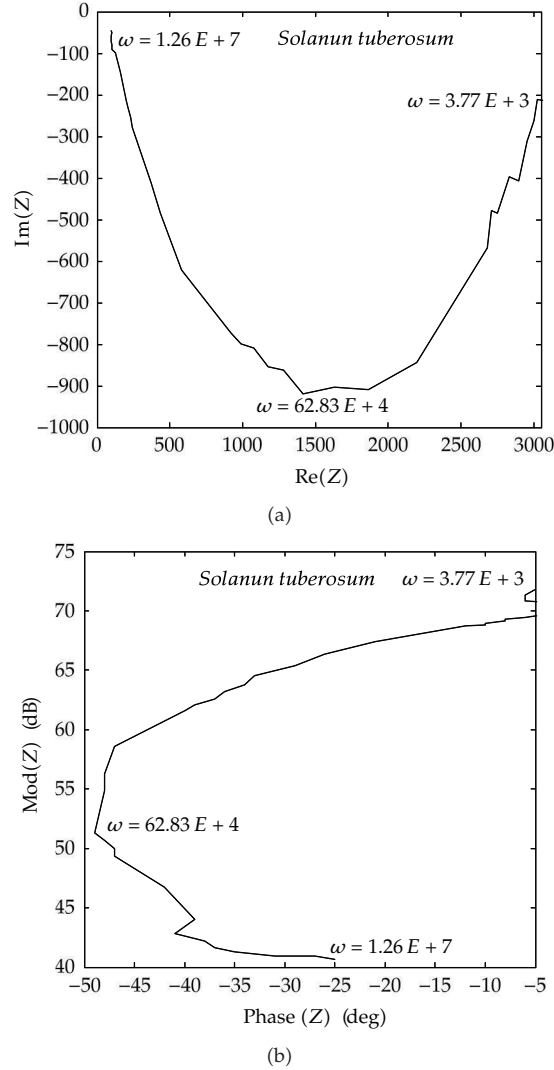 0
−100
−200
−300
−400
−500
−600
−700
−800
−900
−1000
Im(Z)
ω = 1.26 E + 7
Solanun tuberosum
ω = 3.77 E + 3
ω = 62.83 E + 4
0 500 1000 1500 2000 2500 3000
Re(Z)
(a)
75
70
65
60
55
50
45
40
Mod(Z) (dB)
Solanun tuberosum ω = 3.77 E + 3
ω = 62.83 E + 4
ω = 1.26 E + 7
−50 −45 −40 −35 −30 −25 −20 −15 −10 −5
Phase (Z) (deg)
(b)